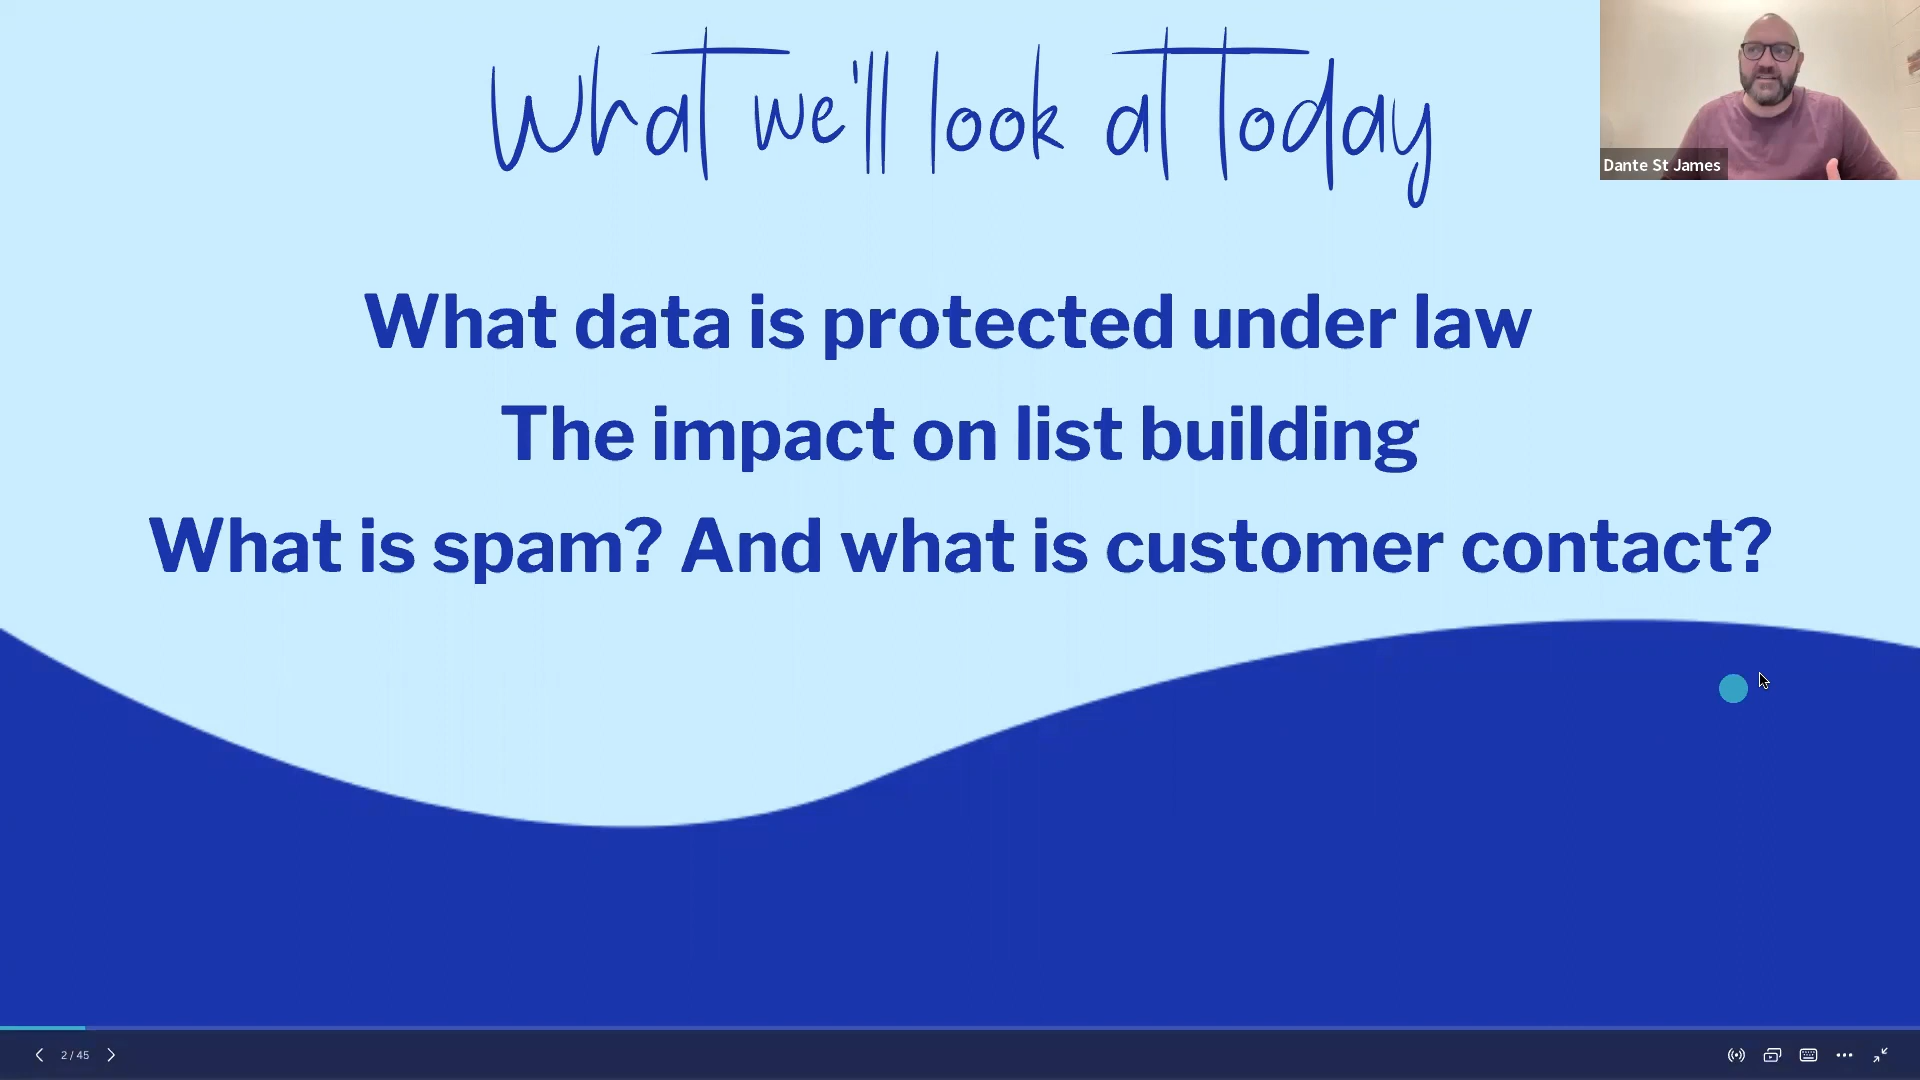 What we'll look at today
Dante St James
What data is protected under law
The impact on list building
What is spam? And what is customer contact?
2 / 45